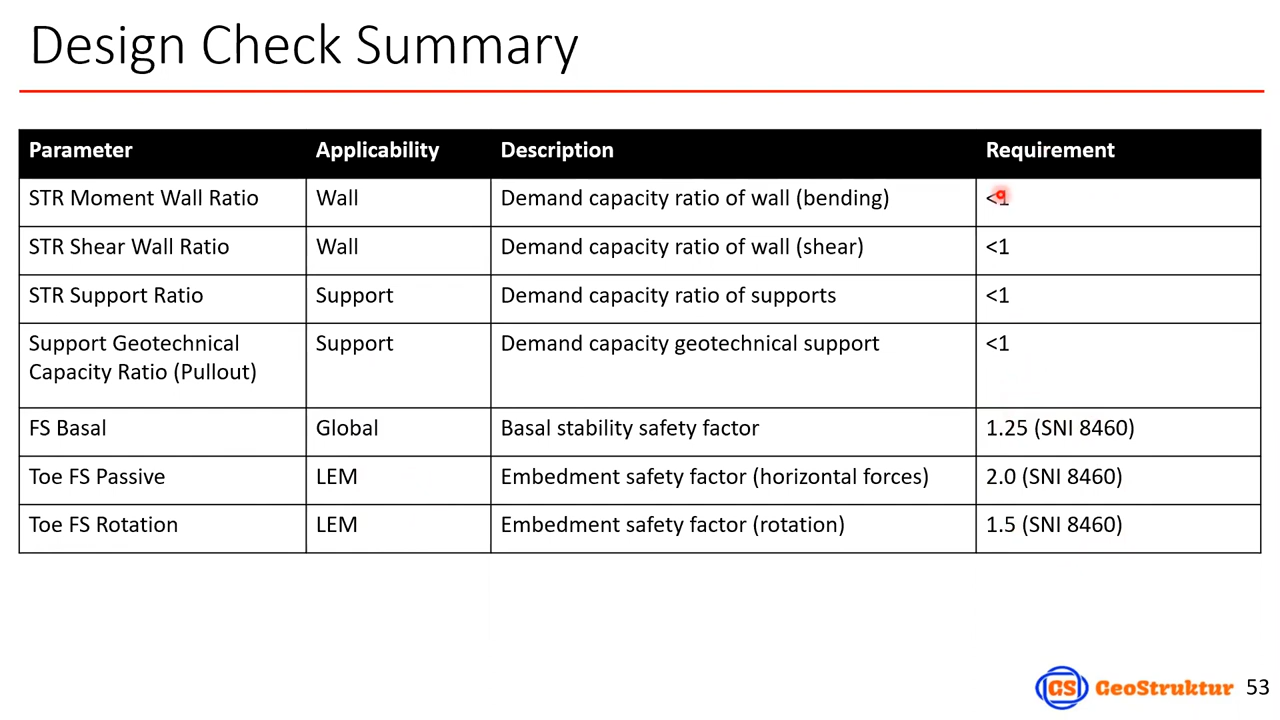 Design Check Summary
Parameter Applicability Description Requirement
STR Moment Wall Ratio Wall Demand capacity ratio of wall (bending) <1
STR Shear Wall Ratio Wall Demand capacity ratio of wall (shear) <1
STR Support Ratio Support Demand capacity ratio of supports <1
Support Geotechnical Support Demand capacity geotechnical support <1
Capacity Ratio (Pullout)
FS Basal Global Basal stability safety factor 1.25 (SNI 8460)
Toe FS Passive LEM Embedment safety factor (horizontal forces) 2.0 (SNI 8460)
Toe FS Rotation LEM Embedment safety factor (rotation) 1.5 (SNI 8460)
GS GeoStruktur 53